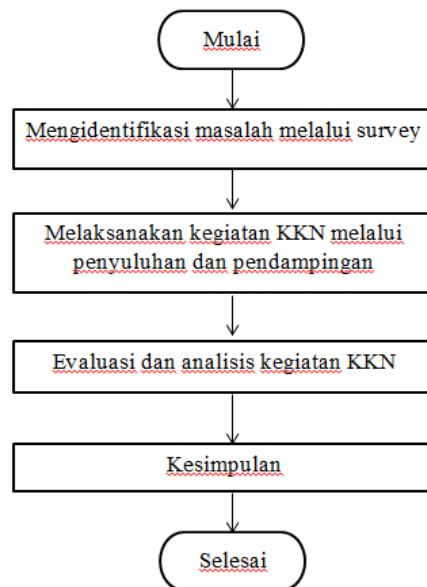 Mulai
Mengidentifikasi masalah melalui survey
Melaksanakan kegiatan KKN melalui
penyuluhan dan pendampingan
Evaluasi dan analisis kegiatan KKN
Kesimpulan
Selesai